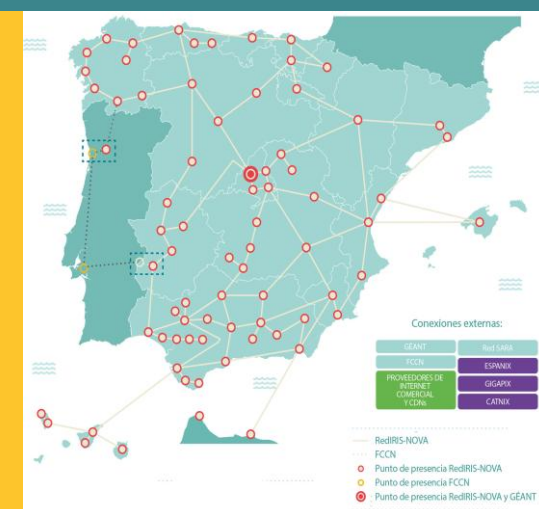 Conexiones externas:
GÉANT
Red SARA
FCCN
ESPANIX
PROVEEDORES DE
INTERNET
COMERCIAL
Y CDNs
GIGAPIX
CATNIX
RedIRIS-NOVA
FCCN
Punto de presencia RedIRIS-NOVA
Punto de presencia FCCN
Punto de presencia RedIRIS-NOVA y GÉANT